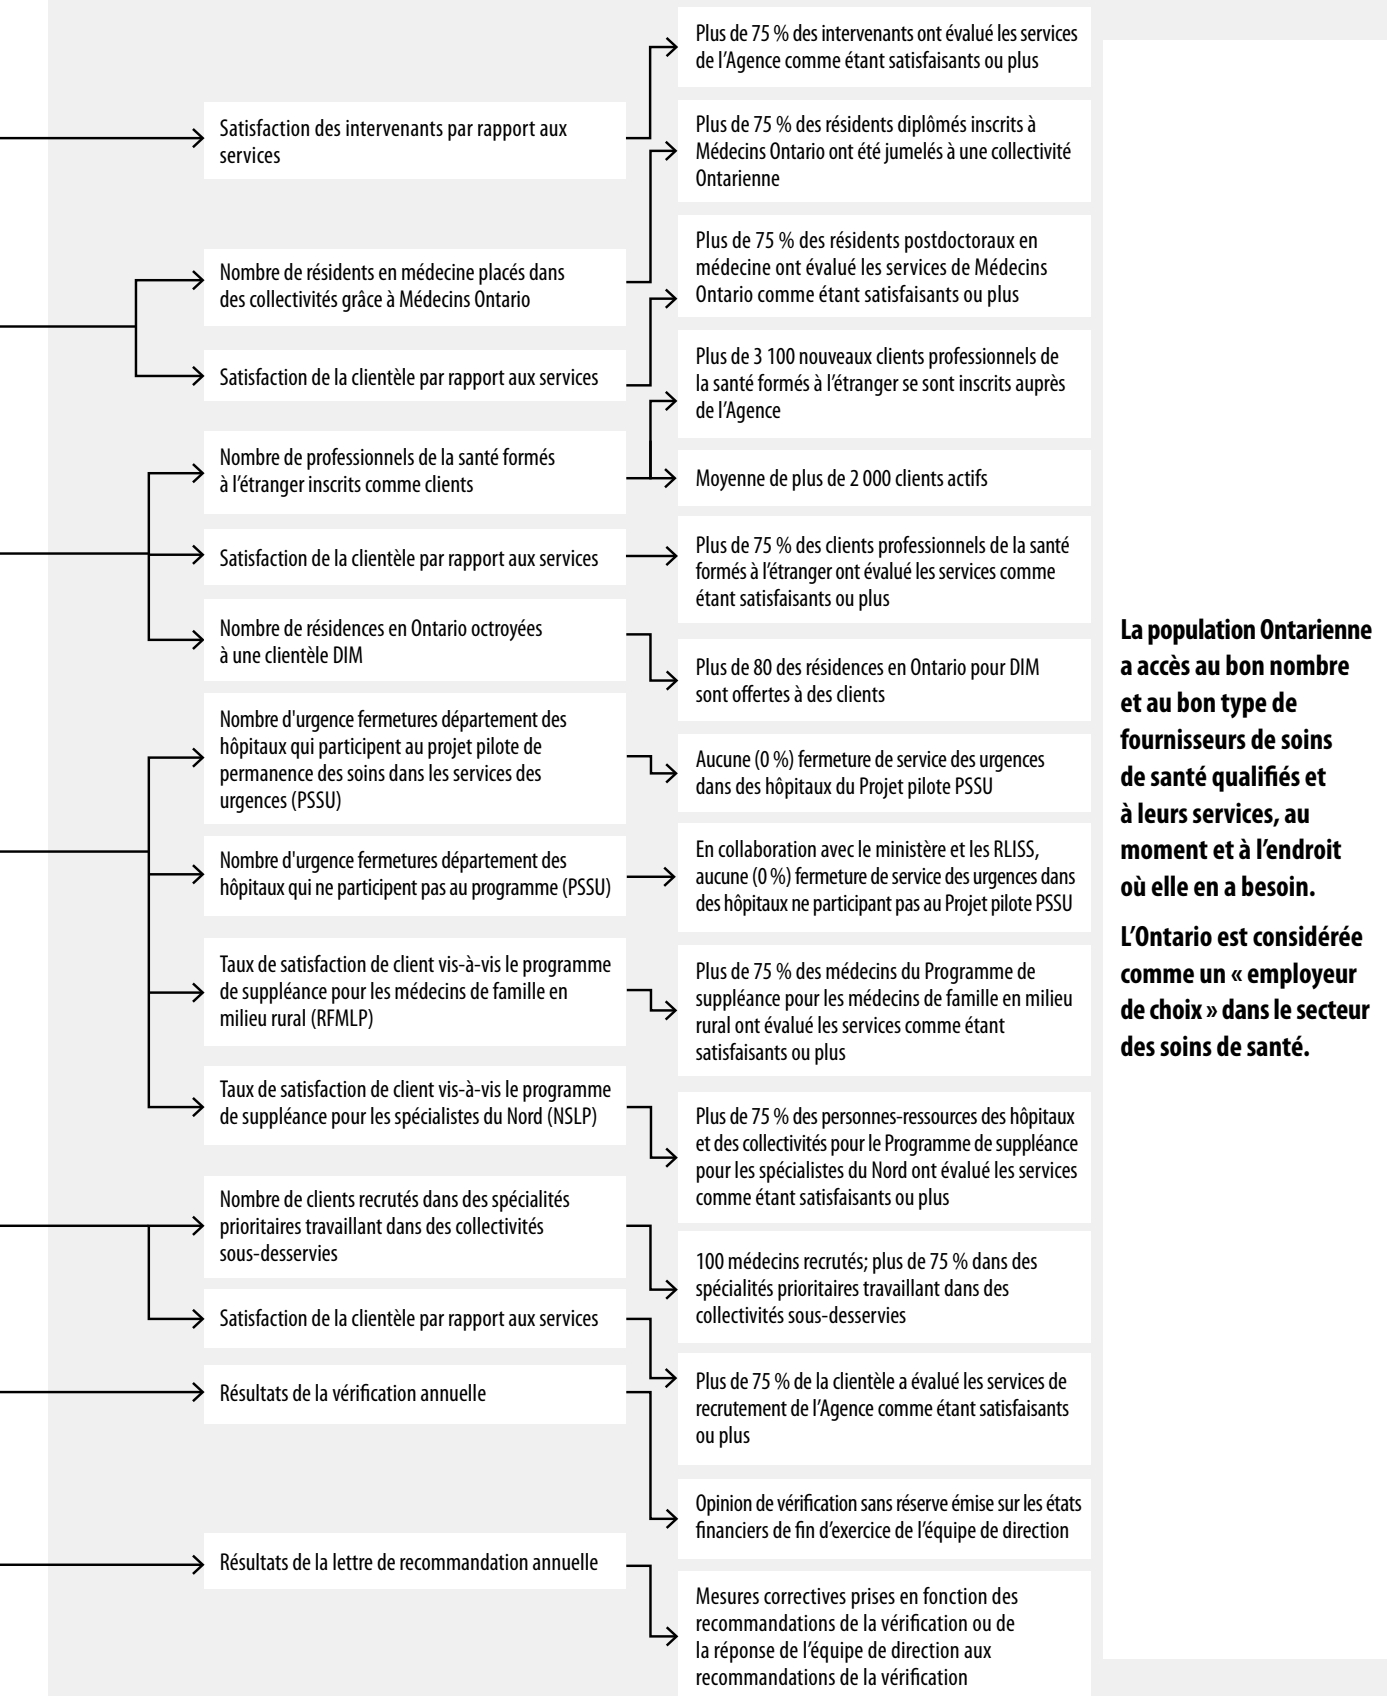 Satisfaction des intervenants par rapport aux
services
Nombre de résidents en médecine placés dans
des collectivités grâce à Médecins Ontario
Satisfaction de la clientèle par rapport aux services
Nombre de professionnels de la santé formés
à l'étranger inscrits comme clients
Satisfaction de la clientèle par rapport aux services
Nombre de résidences en Ontario octroyées
à une clientèle DIM
Nombre d'urgence fermetures département des
hôpitaux qui participent au projet pilote de
permanence des soins dans les services des
urgences (PSSU)
Nombre d'urgence fermetures département des
hôpitaux qui ne participent pas au programme (PSSU)
Taux de satisfaction de client vis-à-vis le programme
de suppléance pour les médecins de famille en
milieu rural (RFMLP)
Taux de satisfaction de client vis-à-vis le programme
de suppléance pour les spécialistes du Nord (NSLP)
Nombre de clients recrutés dans des spécialités
prioritaires travaillant dans des collectivités
sous-desservies
Satisfaction de la clientèle par rapport aux services
Résultats de la vérification annuelle
Résultats de la lettre de recommandation annuelle
Plus de 75 % des intervenants ont évalué les services
de l'Agence comme étant satisfaisants ou plus
Plus de 75 % des résidents diplômés inscrits à
Médecins Ontario ont été jumelés à une collectivité
Ontarienne
Plus de 75 % des résidents postdoctoraux en
médecine ont évalué les services de Médecins
Ontario comme étant satisfaisants ou plus
Plus de 3 100 nouveaux clients professionnels de
la santé formés à l'étranger se sont inscrits auprès
de l'Agence
Moyenne de plus de 2 000 clients actifs
Plus de 75 % des clients professionnels de la santé
formés à l'étranger ont évalué les services comme
étant satisfaisants ou plus
Plus de 80 des résidences en Ontario pour DIM
sont offertes à des clients
Aucune (0 %) fermeture de service des urgences
dans des hôpitaux du Projet pilote PSSU
En collaboration avec le ministère et les RLISS,
aucune (0 %) fermeture de service des urgences dans
des hôpitaux ne participant pas au Projet pilote PSSU
Plus de 75 % des médecins du Programme de
suppléance pour les médecins de famille en milieu
rural ont évalué les services comme étant
satisfaisants ou plus
Plus de 75 % des personnes-ressources des hôpitaux
et des collectivités pour le Programme de suppléance
pour les spécialistes du Nord ont évalué les services
comme étant satisfaisants ou plus
100 médecins recrutés; plus de 75 % dans des
spécialités prioritaires travaillant dans des
collectivités sous-desservies
Plus de 75 % de la clientèle a évalué les services de
recrutement de l'Agence comme étant satisfaisants
ou plus
Opinion de vérification sans réserve émise sur les états
financiers de fin d'exercice de l'équipe de direction
Mesures correctives prises en fonction des
recommandations de la vérification ou de
la réponse de l'équipe de direction aux
recommandations de la vérification
La population Ontarienne
a accès au bon nombre
et au bon type de
fournisseurs de soins
de santé qualifiés et
à leurs services, au
moment et à l'endroit
où elle en a besoin.
L'Ontario est considérée
comme un « employeur
de choix » dans le secteur
des soins de santé.